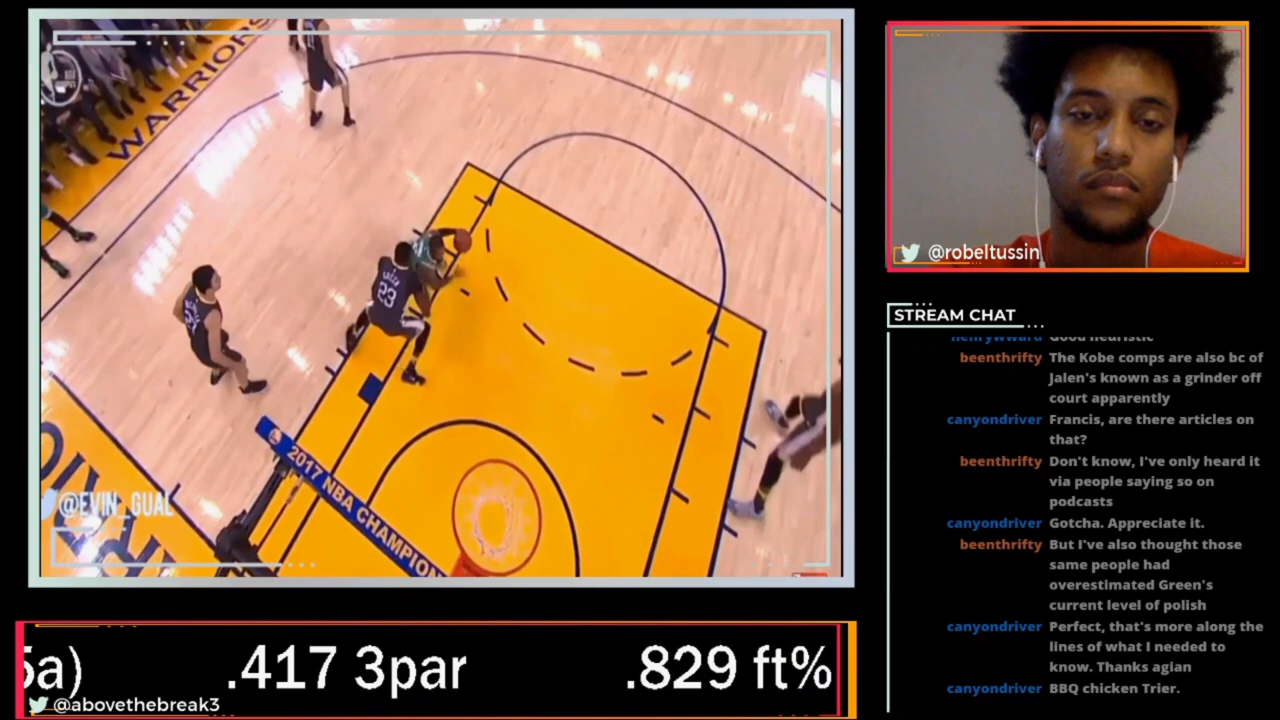 WARRIORS
23
2017 NBA CHAMPION
@EVIN_GUAL
@robeltussin
STREAM CHAT
henrywward Good heuristic
beenthrifty The Kobe comps are also bc of
Jalen's known as a grinder off
court apparently
canyondriver Francis, are there articles on
that?
beenthrifty Don't know, I've only heard it
via people saying so on
podcasts
canyondriver Gotcha. Appreciate it.
beenthrifty But I've also thought those
same people had
overestimated Green's
current level of polish
canyondriver Perfect, that's more along the
lines of what I needed to
know. Thanks agian
canyondriver BBQ chicken Trier.
5a) .417 3par .829 ft%
@abovethebreak3